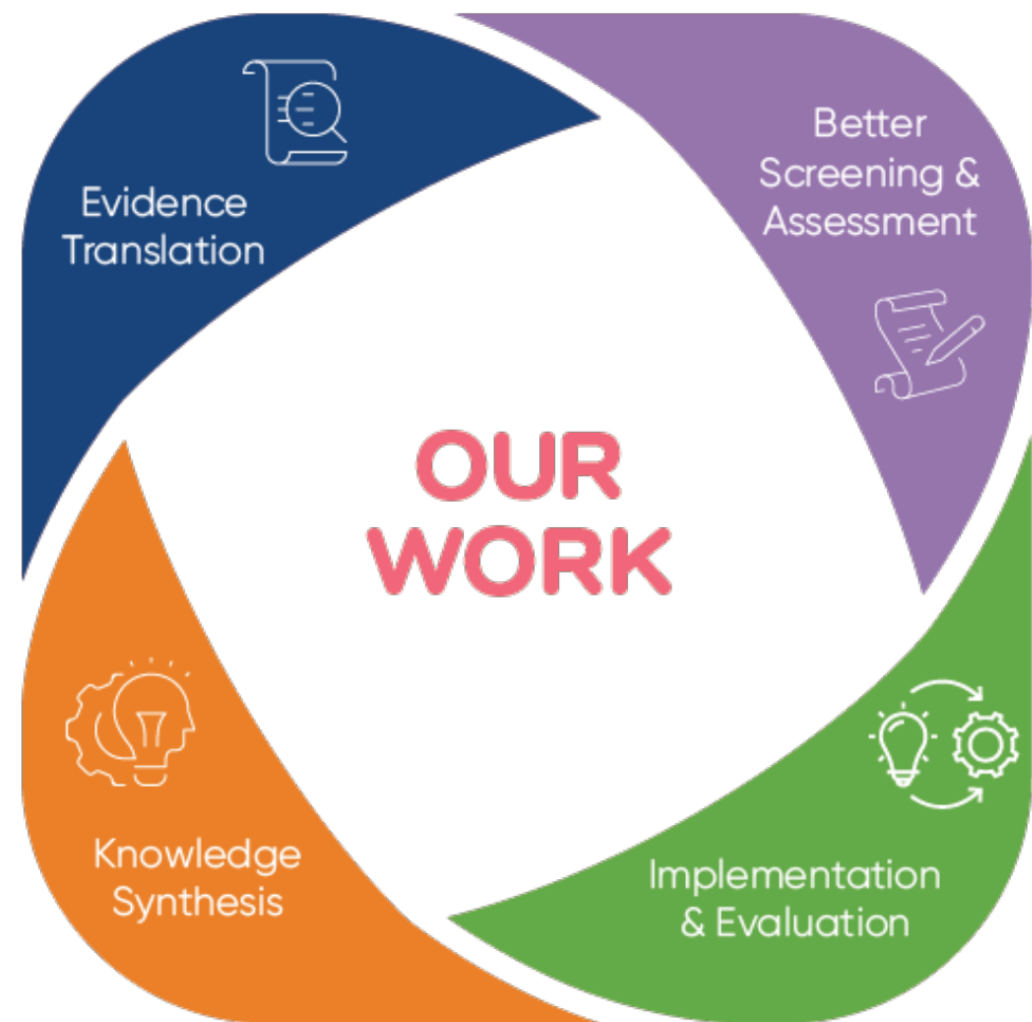 Evidence
Translation
Better
Screening &
Assessment
OUR
WORK
Knowledge
Synthesis
Implementation
& Evaluation